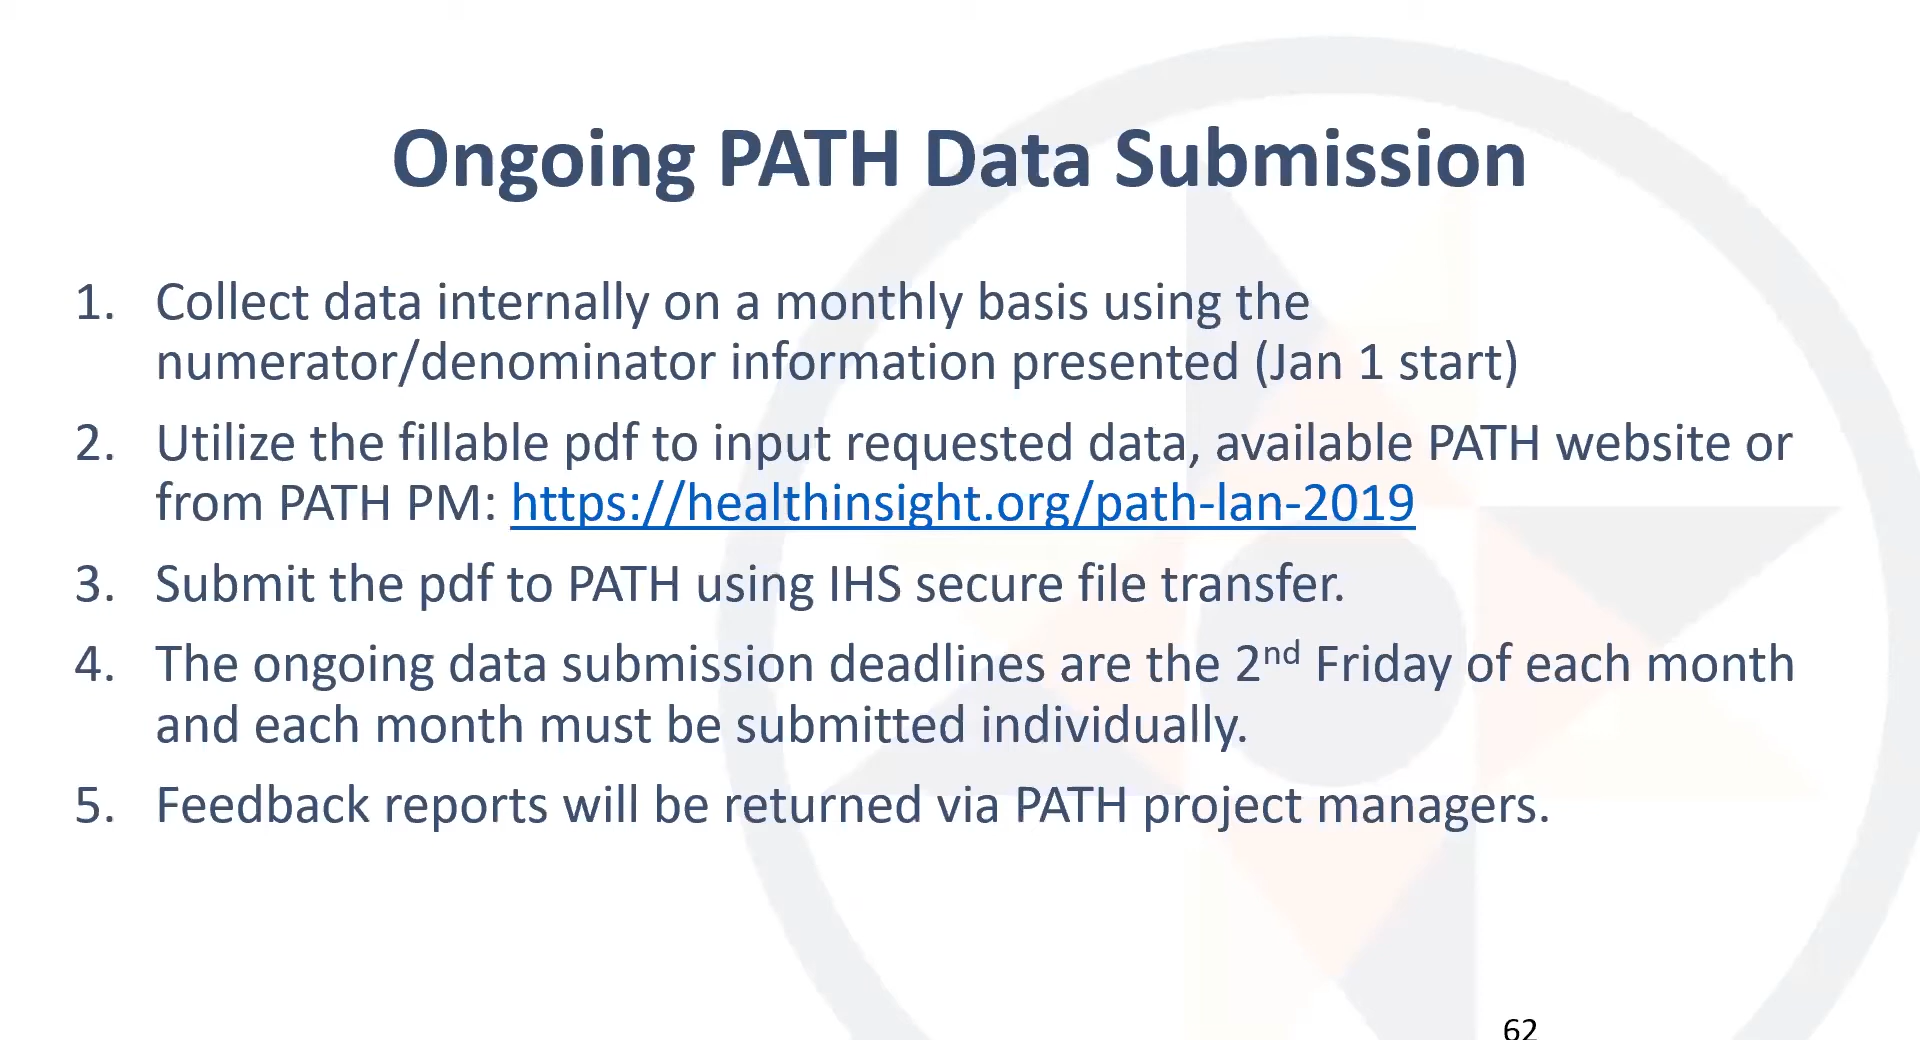 Ongoing PATH Data Submission
1. Collect data internally on a monthly basis using the
numerator/denominator information presented (Jan 1 start)
2. Utilize the fillable pdf to input requested data, available PATH website or
from PATH PM: https://healthinsight.org/path-lan-2019
3. Submit the pdf to PATH using IHS secure file transfer.
4. The ongoing data submission deadlines are the 2nd Friday of each month
and each month must be submitted individually.
5. Feedback reports will be returned via PATH project managers.
62